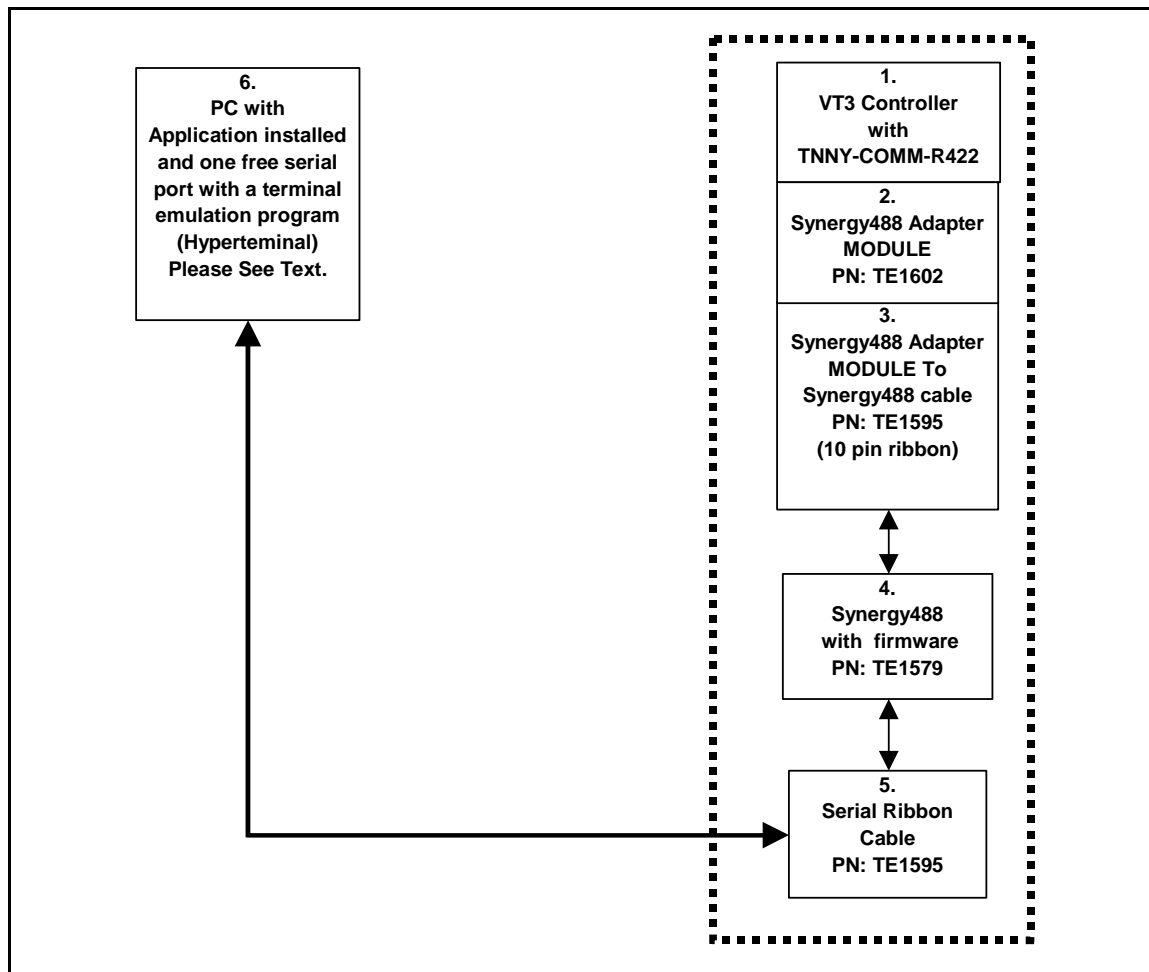 6.
PC with
Application installed
and one free serial
port with a terminal
emulation program
(Hyperteminal)
Please See Text.
1.
VT3 Controller
with
TNNY-COMM-R422
2.
Synergy488 Adapter
MODULE
PN: TE1602
3.
Synergy488 Adapter
MODULE To
Synergy488 cable
PN: TE1595
(10 pin ribbon)
4.
Synergy488
with firmware
PN: TE1579
5.
Serial Ribbon
Cable
PN: TE1595